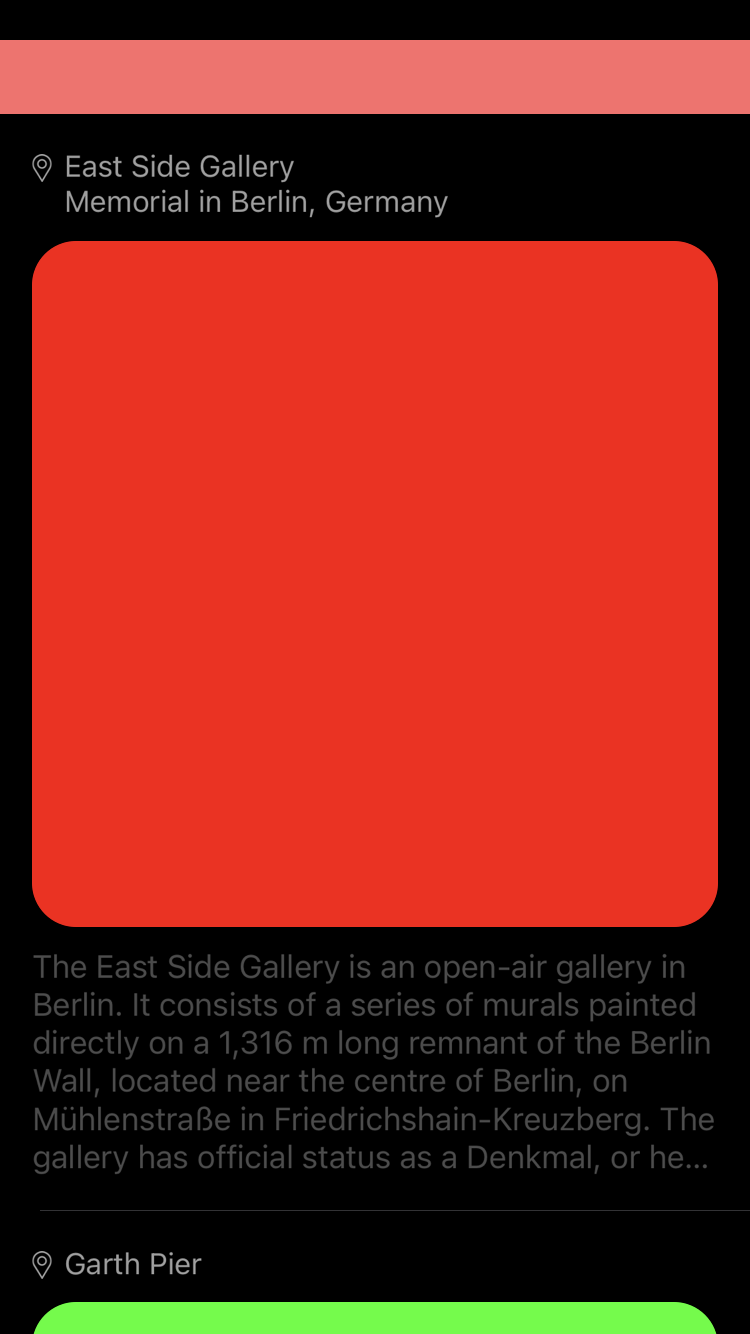 East Side Gallery
Memorial in Berlin, Germany
The East Side Gallery is an open-air gallery in
Berlin. It consists of a series of murals painted
directly on a 1,316 m long remnant of the Berlin
Wall, located near the centre of Berlin, on
Mühlenstraße in Friedrichshain-Kreuzberg. The
gallery has official status as a Denkmal, or he...
Garth Pier